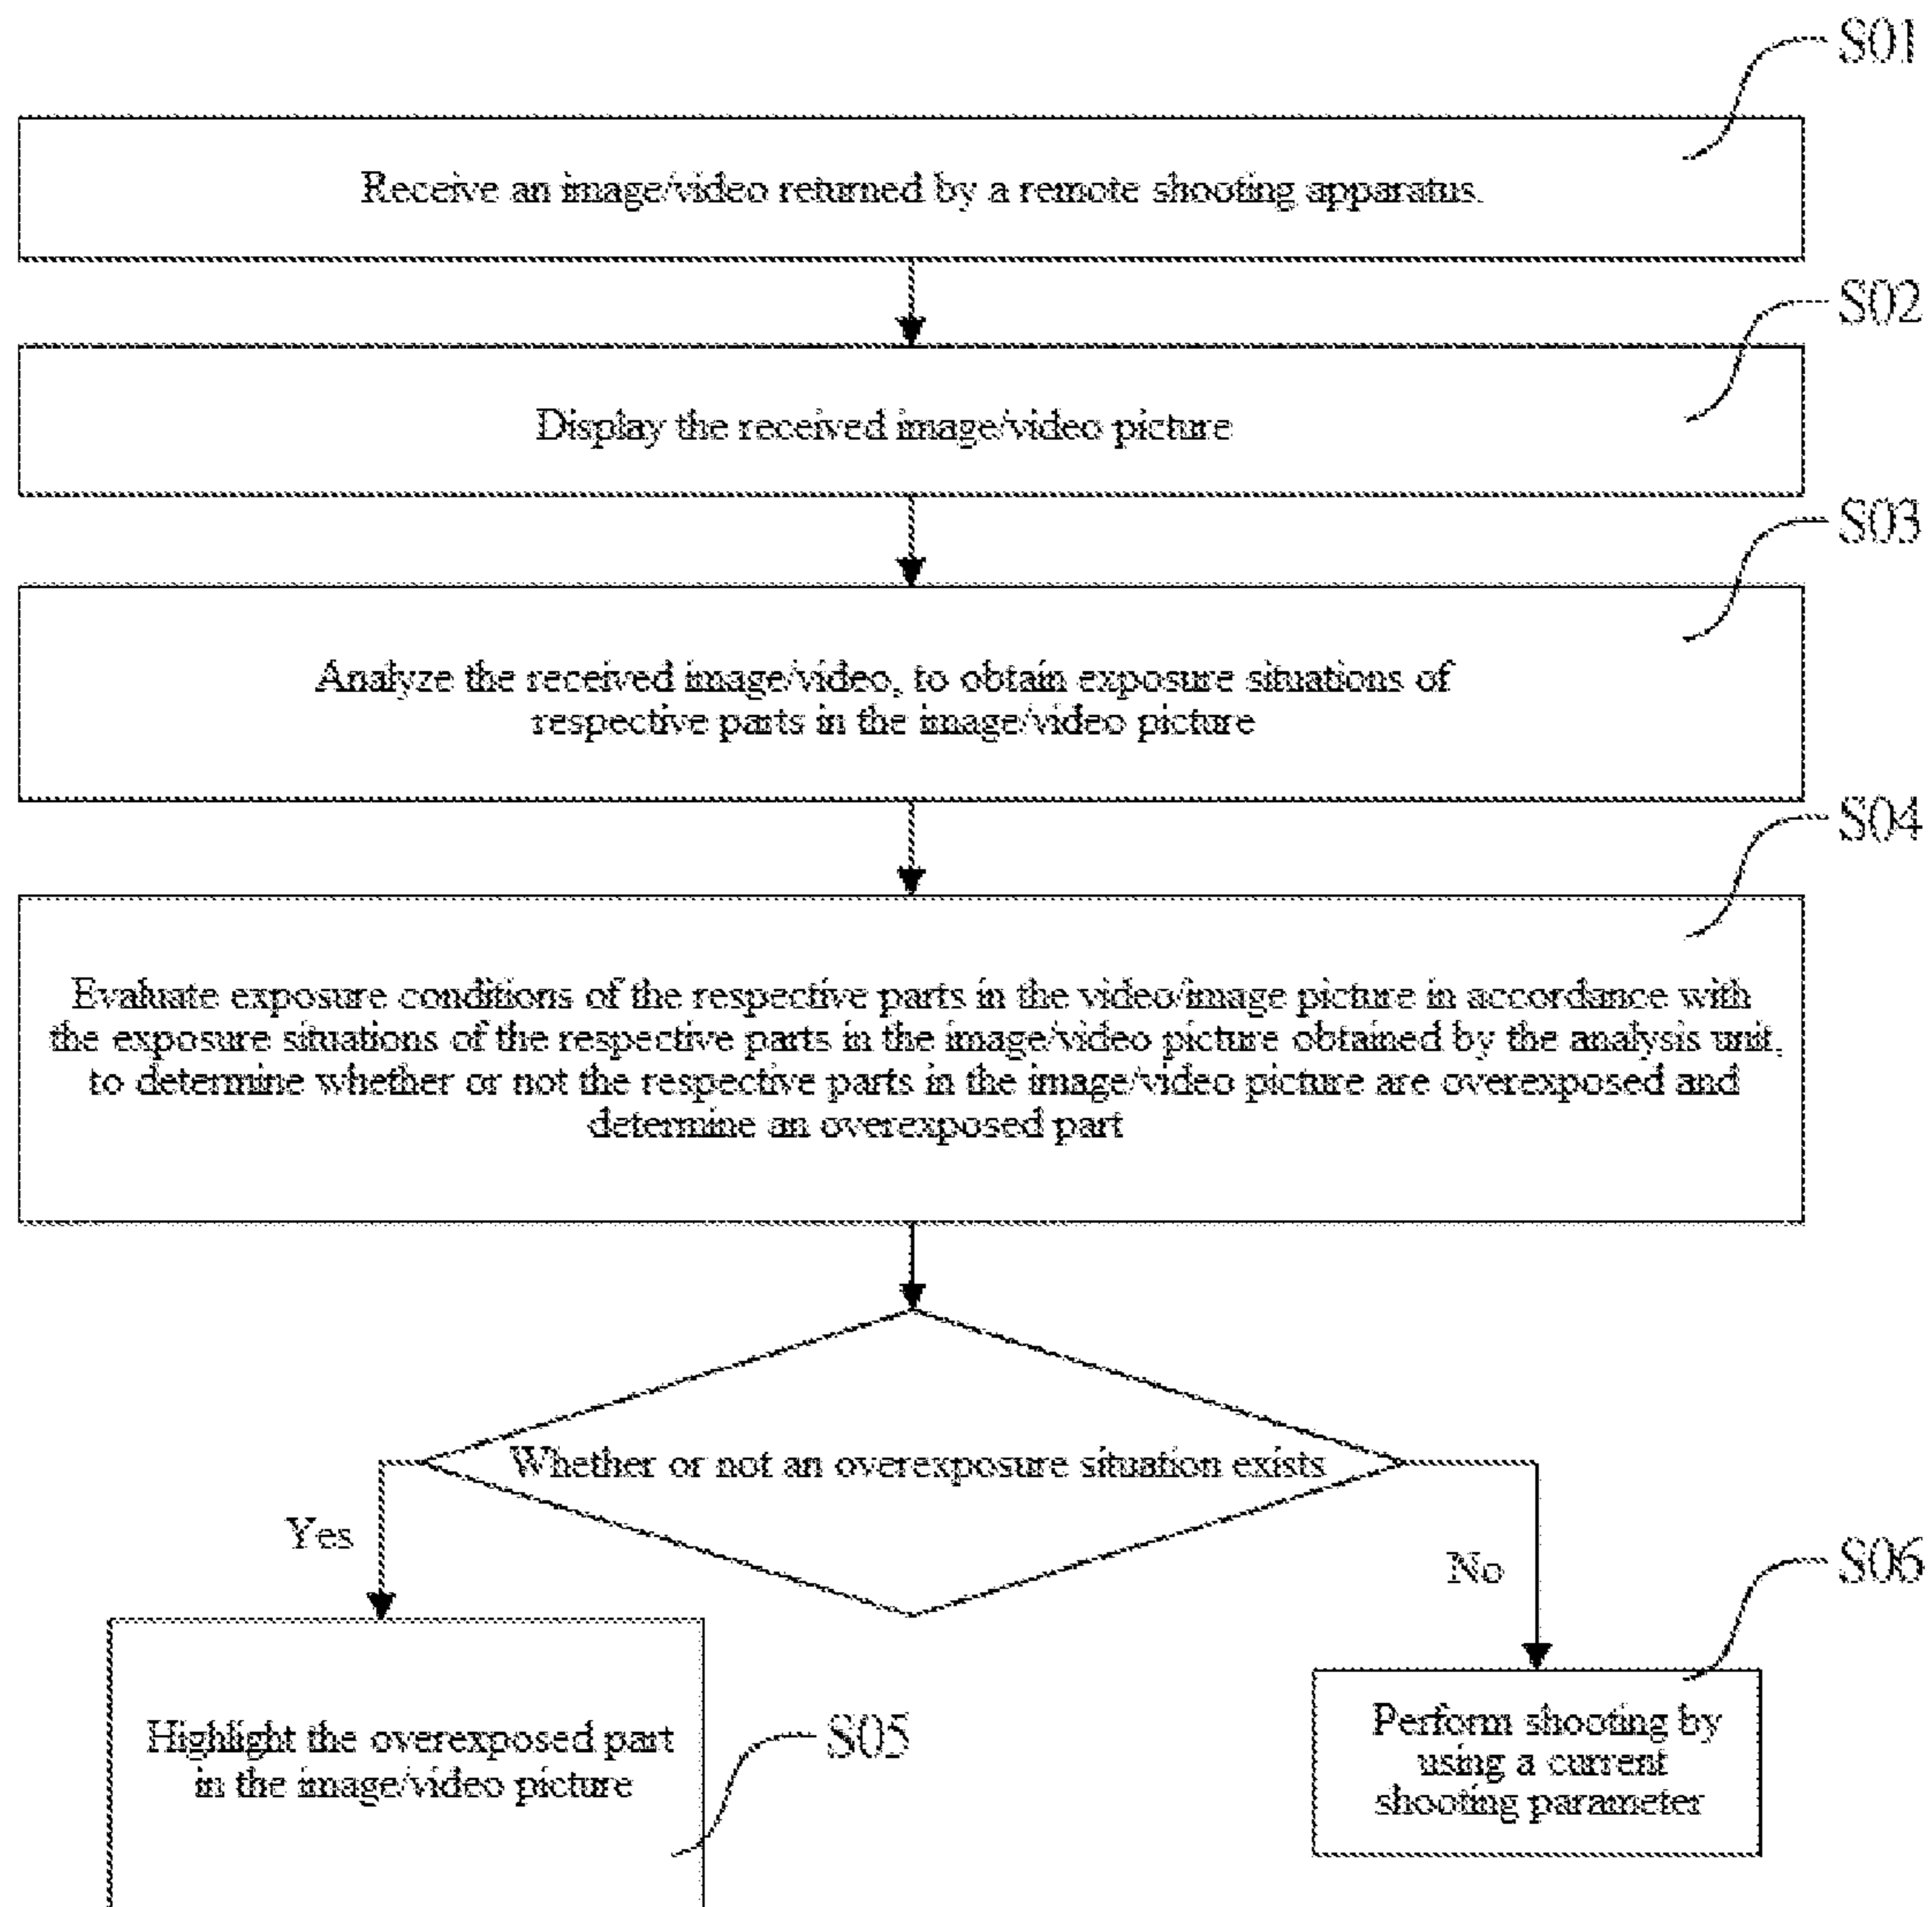 S01
Receive an image/video returned by a remote shooting apparatus.
S02
Display the received image/video picture
S03
Analyze the received image/video, to obtain exposure situations of
respective parts in the image/video picture
S04
Evaluate exposure conditions of the respective parts in the video/image picture in accordance with
the exposure situations of the respective parts in the image/video picture obtained by the analysis unit,
to determine whether or not the respective parts in the image/video picture are overexposed and
determine an overexposed part
Whether or not an overexposure situation exists
Yes
No
S06
Highlight the overexposed part
in the image/video picture
S05
Perform shooting by
using a current
shooting parameter